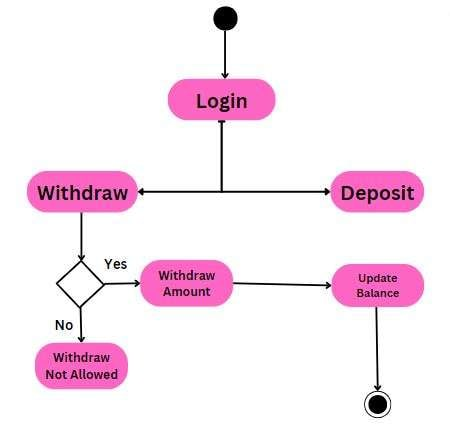 Login
Withdraw
Deposit
Yes
Withdraw
Amount
Update
Balance
No
Withdraw
Not Allowed